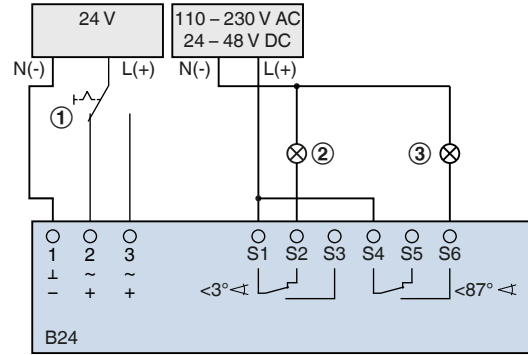 24 V
110 – 230 V AC
24 – 48 V DC
N(-) L(+) N(-) L(+)
1
2 3
1 2 3 S1 S2 S3 S4 S5 S6
⊥ ~ ~
– + +
<3° <87°
B24